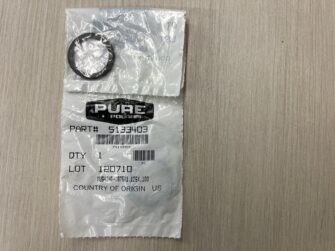 PURE
POLARIS
PART# 5133403
QTY 1
LOT 120710
COUNTRY OF ORIGIN US